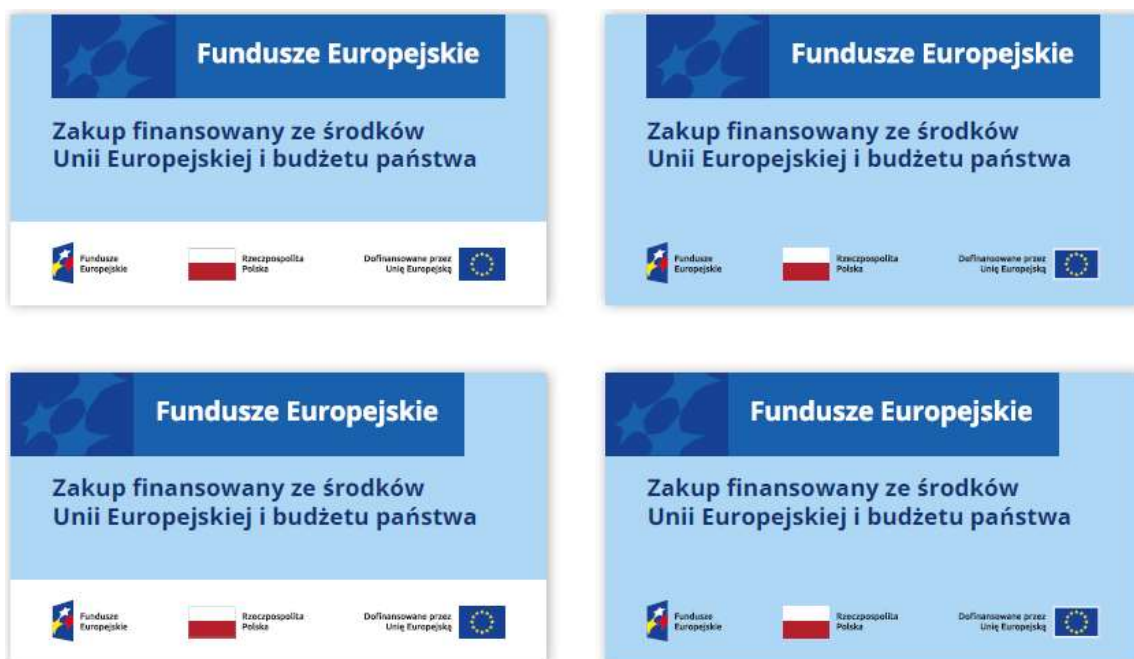 Fundusze Europejskie
Zakup finansowany ze środków
Unii Europejskiej i budżetu państwa
Fundusze
Europejskie
Rzeczpospolita
Polska
Dofinansowane przez
Unię Europejską
Fundusze Europejskie
Zakup finansowany ze środków
Unii Europejskiej i budżetu państwa
Fundusze
Europejskie
Rzeczpospolita
Polska
Dofinansowane przez
Unię Europejską
Fundusze Europejskie
Zakup finansowany ze środków
Unii Europejskiej i budżetu państwa
Fundusze
Europejskie
Rzeczpospolita
Polska
Dofinansowane przez
Unię Europejską
Fundusze Europejskie
Zakup finansowany ze środków
Unii Europejskiej i budżetu państwa
Fundusze
Europejskie
Rzeczpospolita
Polska
Dofinansowane przez
Unię Europejską